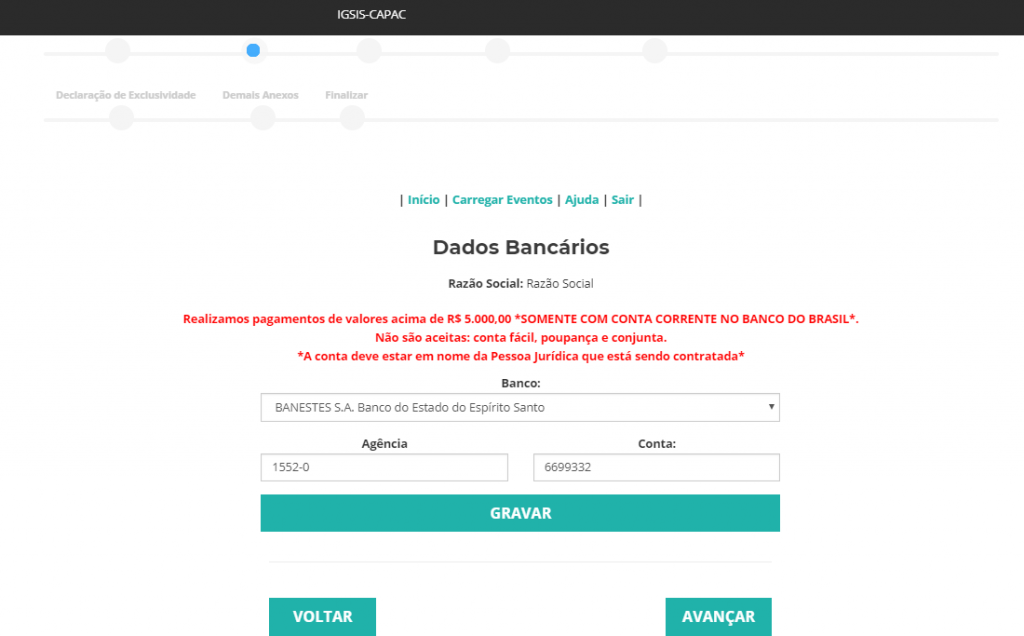 IGSIS-CAPAC
Declaração de Exclusividade Demais Anexos Finalizar
| Início | Carregar Eventos | Ajuda | Sair |
Dados Bancários
Razão Social: Razão Social
Realizamos pagamentos de valores acima de R$ 5.000,00 *SOMENTE COM CONTA CORRENTE NO BANCO DO BRASIL*.
Não são aceitas: conta fácil, poupança e conjunta.
*A conta deve estar em nome da Pessoa Jurídica que está sendo contratada*
Banco:
BANESTES S.A. Banco do Estado do Espírito Santo
Agência Conta:
1552-0 6699332
GRAVAR
VOLTAR AVANÇAR